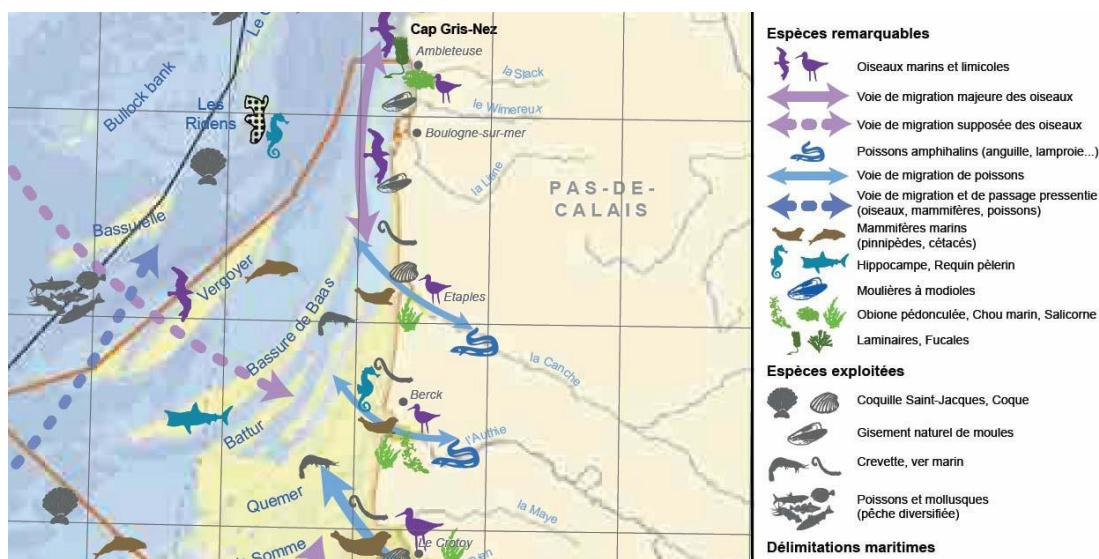 Cap Gris-Nez
Ambleteuse
la Slack
le Wimereux
Boulogne-sur-mer
la Liane
Bullock bank
Les
Ridens
PAS-DE-
CALAIS
Bassurelle
Vergoyer
Bassure de Baas
Etaples
la Canche
Berck
l'Authie
Battur
Quemer
la Maye
Le Crotoy
Somme
Espèces remarquables
Oiseaux marins et limicoles
Voie de migration majeure des oiseaux
Voie de migration supposée des oiseaux
Poissons amphihalins (anguille, lamproie...)
Voie de migration de poissons
Voie de migration et de passage pressentie
(oiseaux, mammifères, poissons)
Mammifères marins
(pinnipèdes, cétacés)
Hippocampe, Requin pèlerin
Moulières à modioles
Obione pédonculée, Chou marin, Salicorne
Laminaires, Fucales
Espèces exploitées
Coquille Saint-Jacques, Coque
Gisement naturel de moules
Crevette, ver marin
Poissons et mollusques
(pêche diversifiée)
Délimitations maritimes